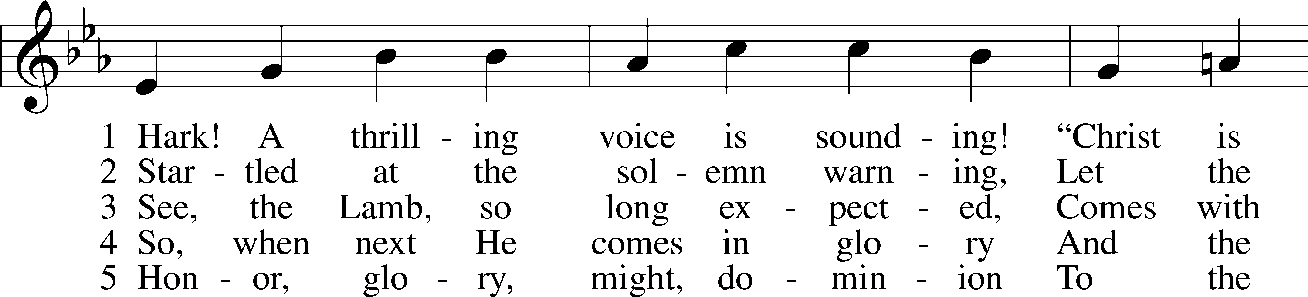 1 Hark! A thrill - ing voice is sound - ing! “Christ is
2 Star - tled at the sol - emn warn - ing, Let the
3 See, the Lamb, so long ex - pect - ed, Comes with
4 So, when next He comes in glo - ry And the
5 Hon - or, glo - ry, might, do - min - ion To the